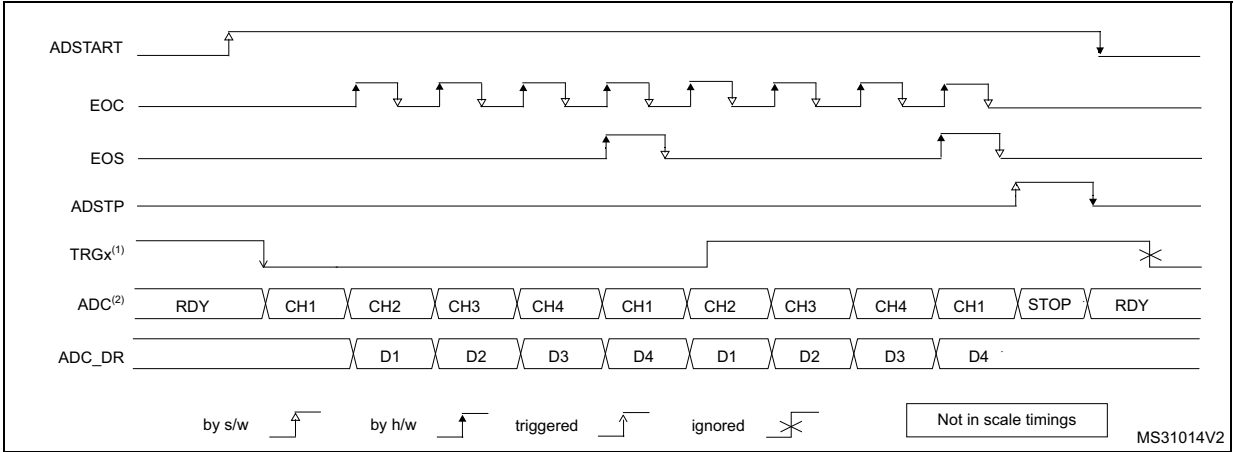 ADSTART
EOC
EOS
ADSTP
TRGx(1)
ADC(2) RDY CH1 CH2 CH3 CH4 CH1 CH2 CH3 CH4 CH1 STOP RDY
ADC_DR D1 D2 D3 D4 D1 D2 D3 D4
by s/w by h/w triggered ignored Not in scale timings
MS31014V2